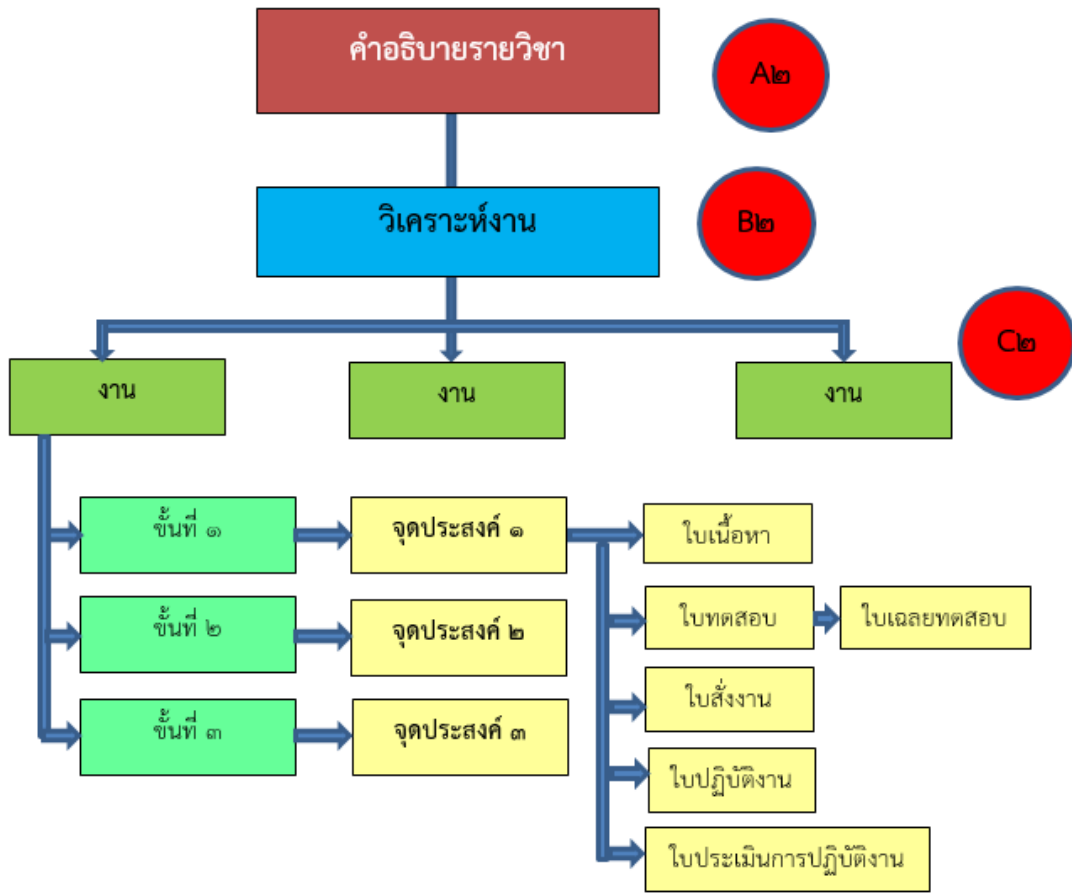 คำอธิบายรายวิชา
A๒
วิเคราะห์งาน
B๒
C๒
งาน
งาน
งาน
ขั้นที่ ๑
จุดประสงค์ ๑
ใบเนื้อหา
ขั้นที่ ๒
จุดประสงค์ ๒
ใบทดสอบ
ใบเฉลยทดสอบ
ขั้นที่ ๓
จุดประสงค์ ๓
ใบสั่งงาน
ใบปฏิบัติงาน
ใบประเมินการปฏิบัติงาน